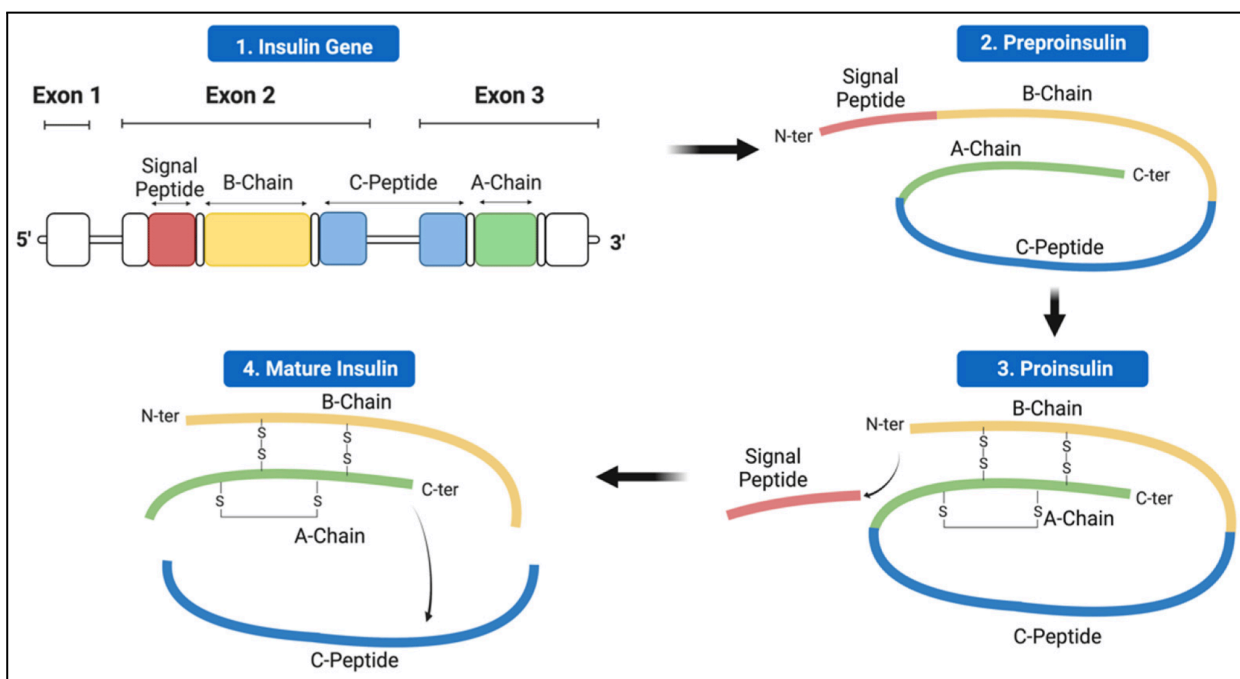 1. Insulin Gene
Exon 1
Exon 2
Exon 3
Signal
Peptide
B-Chain
C-Peptide
A-Chain
5'
3'
2. Preproinsulin
Signal
Peptide
B-Chain
N-ter
A-Chain
C-ter
C-Peptide
3. Proinsulin
B-Chain
N-ter
S
S
S
S
Signal
Peptide
C-ter
S
S
A-Chain
C-Peptide
4. Mature Insulin
B-Chain
N-ter
S
S
S
S
C-ter
S
S
A-Chain
C-Peptide